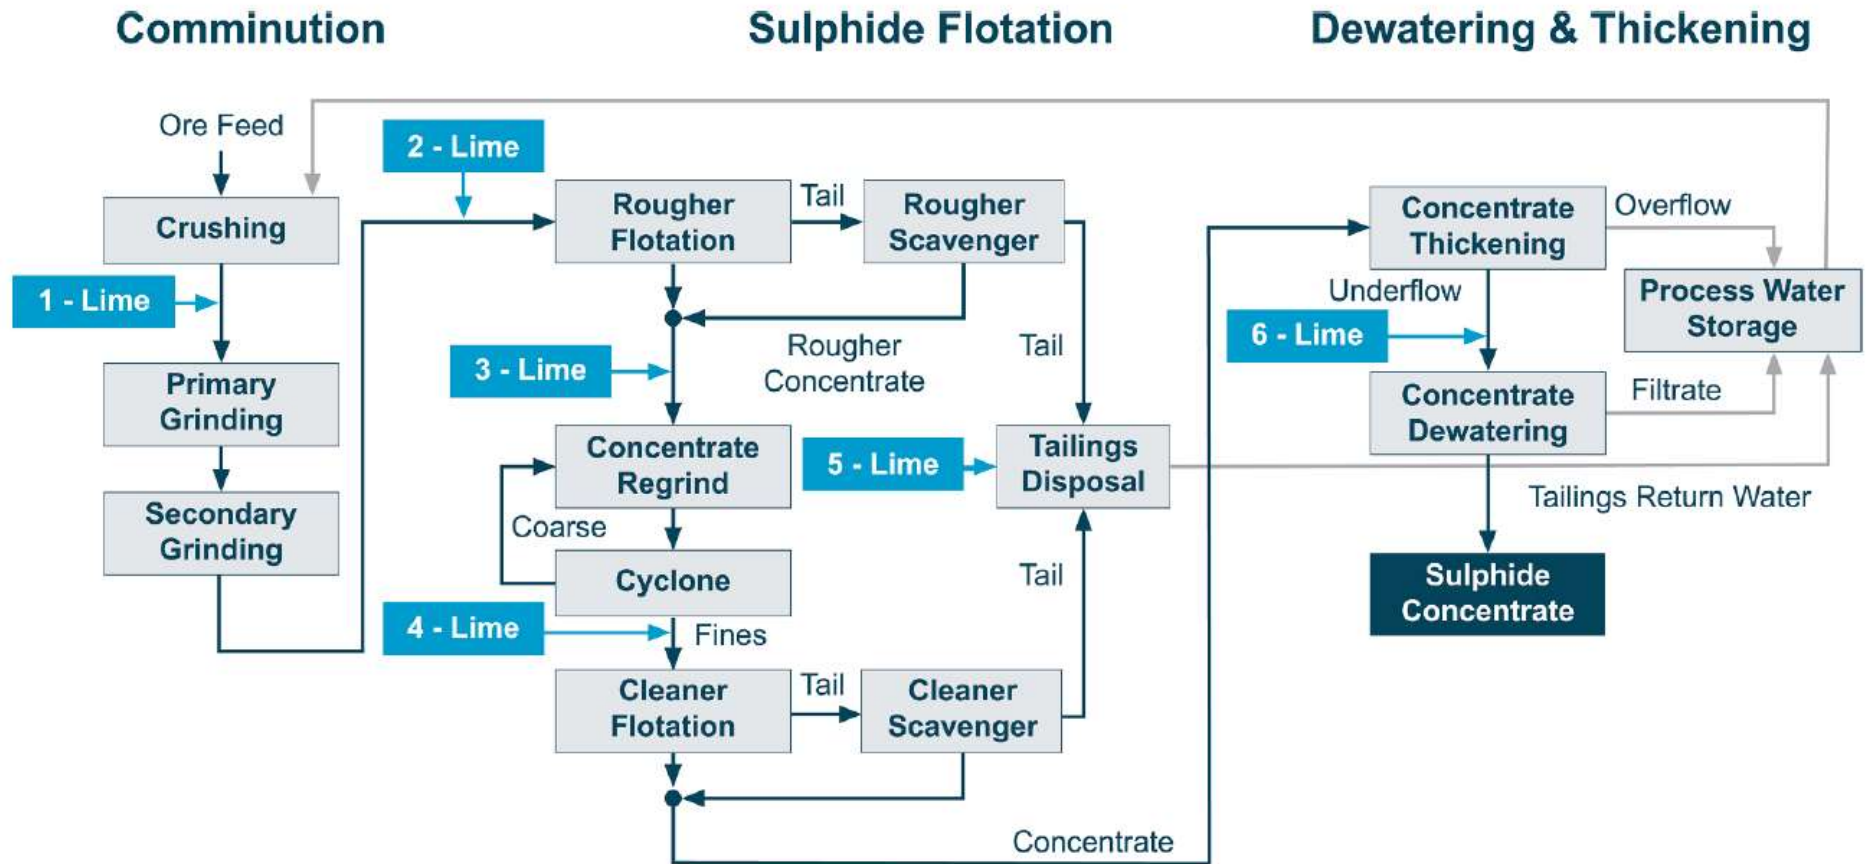 Comminution
Sulphide Flotation
Dewatering & Thickening
Ore Feed
Crushing
1 - Lime
Primary
Grinding
Secondary
Grinding
2 - Lime
Rougher
Flotation
Tail
Rougher
Scavenger
Rougher
Concentrate
Tail
3 - Lime
Concentrate
Regrind
Coarse
Cyclone
4 - Lime
Fines
5 - Lime
Tailings
Disposal
Tail
Cleaner
Flotation
Tail
Cleaner
Scavenger
Concentrate
Concentrate
Thickening
Overflow
Underflow
6 - Lime
Process Water
Storage
Concentrate
Dewatering
Filtrate
Tailings Return Water
Sulphide
Concentrate